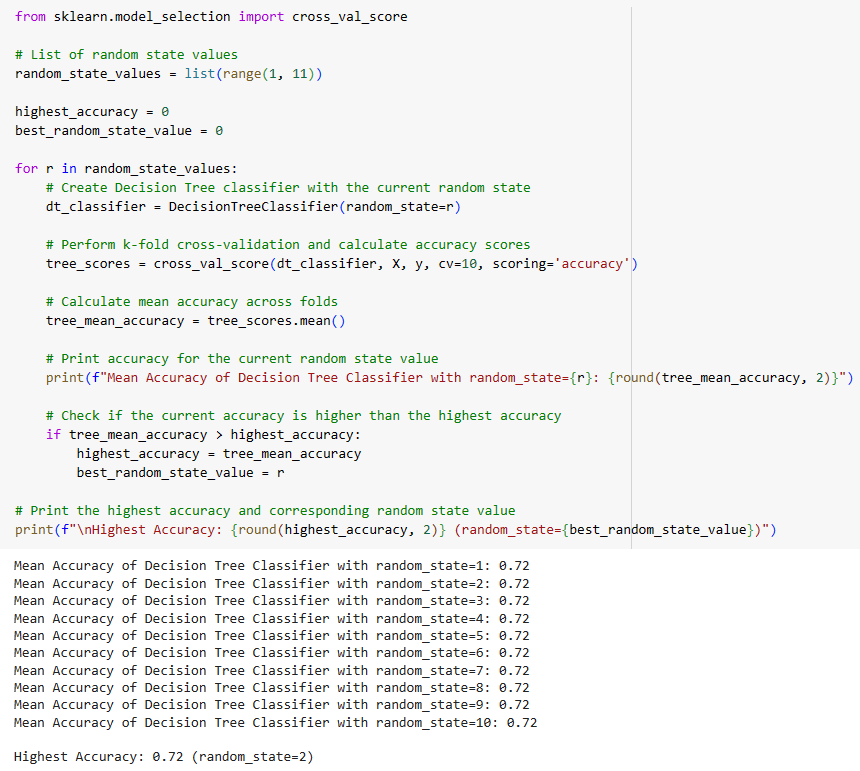 from sklearn.model_selection import cross_val_score
# List of random state values
random_state_values = list(range(1, 11))
highest_accuracy = 0
best_random_state_value = 0
for r in random_state_values:
    # Create Decision Tree classifier with the current random state
    dt_classifier = DecisionTreeClassifier(random_state=r)
    # Perform k-fold cross-validation and calculate accuracy scores
    tree_scores = cross_val_score(dt_classifier, X, y, cv=10, scoring='accuracy')
    # Calculate mean accuracy across folds
    tree_mean_accuracy = tree_scores.mean()
    # Print accuracy for the current random state value
    print(f"Mean Accuracy of Decision Tree Classifier with random_state={r}: {round(tree_mean_accuracy, 2)}")
    # Check if the current accuracy is higher than the highest accuracy
    if tree_mean_accuracy > highest_accuracy:
        highest_accuracy = tree_mean_accuracy
        best_random_state_value = r
# Print the highest accuracy and corresponding random state value
print(f"\nHighest Accuracy: {round(highest_accuracy, 2)} (random_state={best_random_state_value})")
Mean Accuracy of Decision Tree Classifier with random_state=1: 0.72
Mean Accuracy of Decision Tree Classifier with random_state=2: 0.72
Mean Accuracy of Decision Tree Classifier with random_state=3: 0.72
Mean Accuracy of Decision Tree Classifier with random_state=4: 0.72
Mean Accuracy of Decision Tree Classifier with random_state=5: 0.72
Mean Accuracy of Decision Tree Classifier with random_state=6: 0.72
Mean Accuracy of Decision Tree Classifier with random_state=7: 0.72
Mean Accuracy of Decision Tree Classifier with random_state=8: 0.72
Mean Accuracy of Decision Tree Classifier with random_state=9: 0.72
Mean Accuracy of Decision Tree Classifier with random_state=10: 0.72
Highest Accuracy: 0.72 (random_state=2)